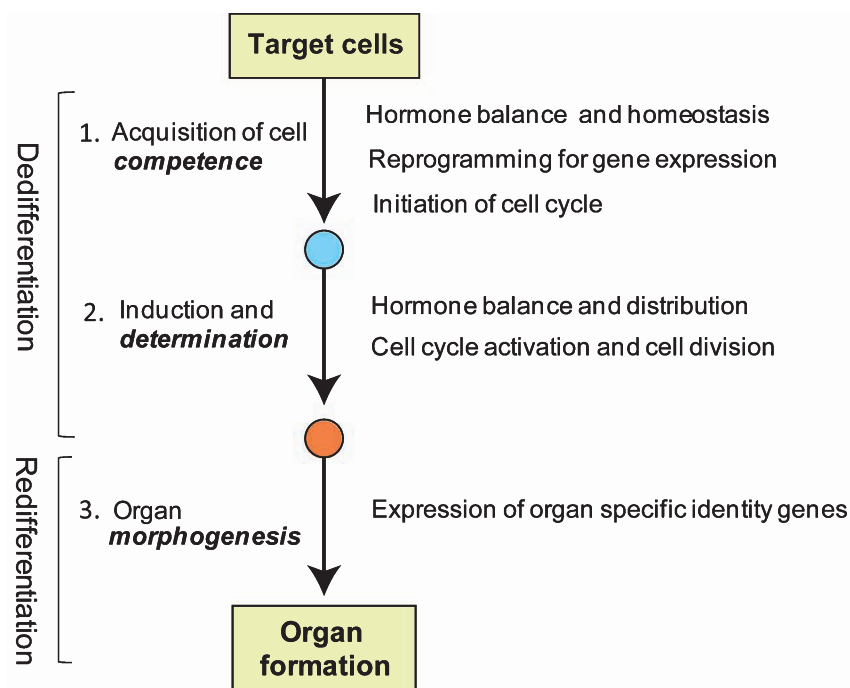 Target cells
Dedifferentiation
1. Acquisition of cell
competence
Hormone balance and homeostasis
Reprogramming for gene expression
Initiation of cell cycle
2. Induction and
determination
Hormone balance and distribution
Cell cycle activation and cell division
Redifferentiation
3. Organ
morphogenesis
Expression of organ specific identity genes
Organ
formation